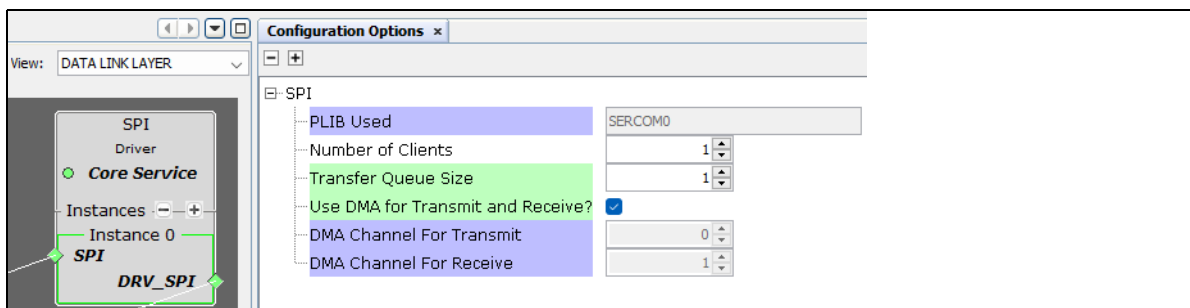 Configuration Options ×
View: DATA LINK LAYER
SPI
Driver
Core Service
Instances
Instance 0
SPI
DRV_SPI
SPI
PLIB Used SERCOM0
Number of Clients 1
Transfer Queue Size 1
Use DMA for Transmit and Receive?
DMA Channel For Transmit 0
DMA Channel For Receive 1